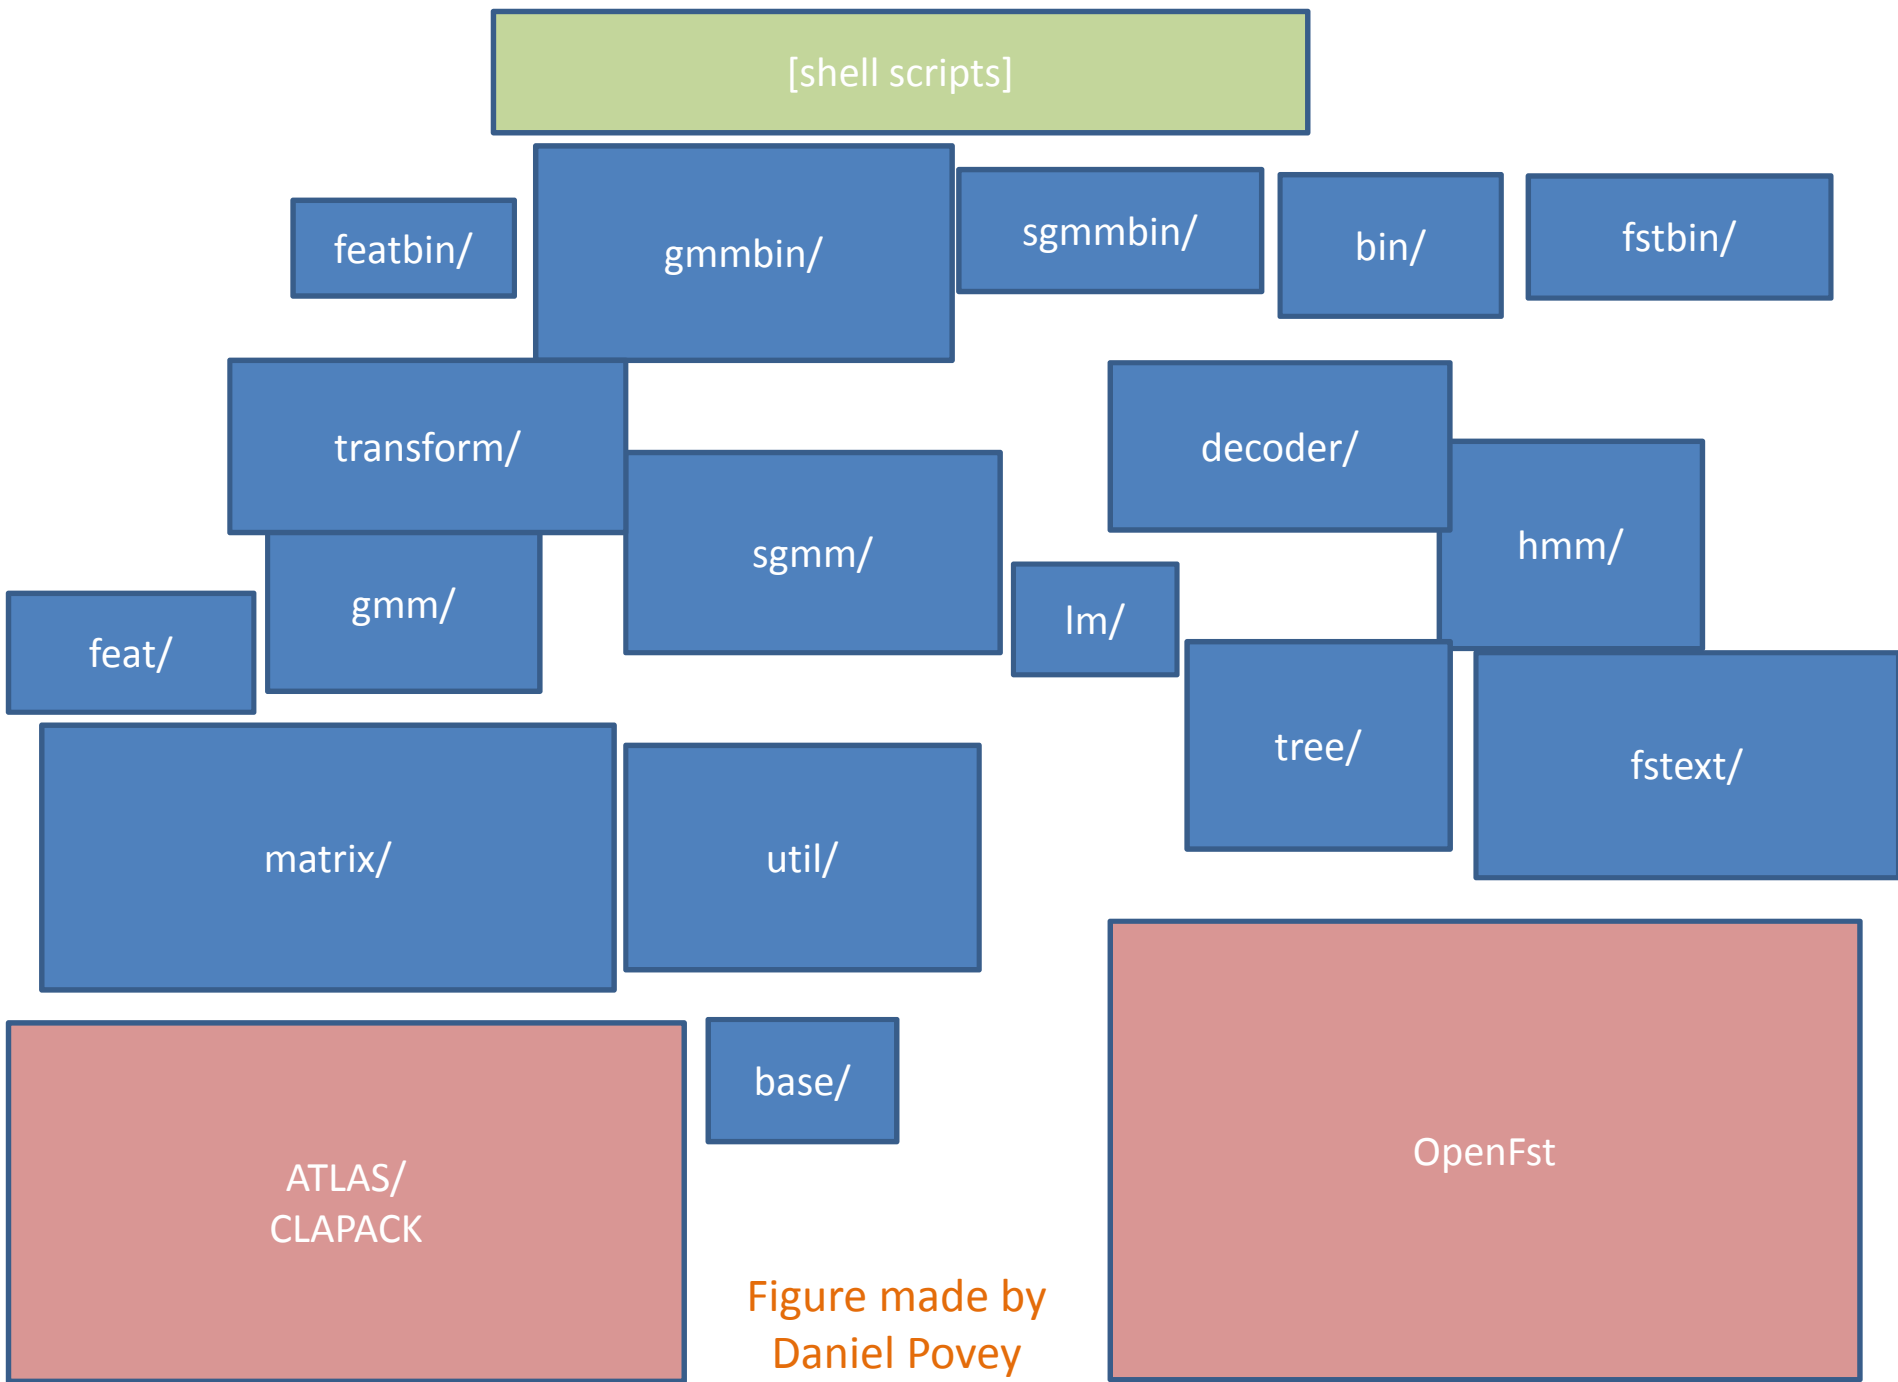 [shell scripts]
featbin/
gmmbin/
sgmmbin/
bin/
fstbin/
transform/
decoder/
sgmm/
hmm/
gmm/
lm/
feat/
tree/
fstext/
matrix/
util/
base/
OpenFst
ATLAS/
CLAPACK
Figure made by
Daniel Povey